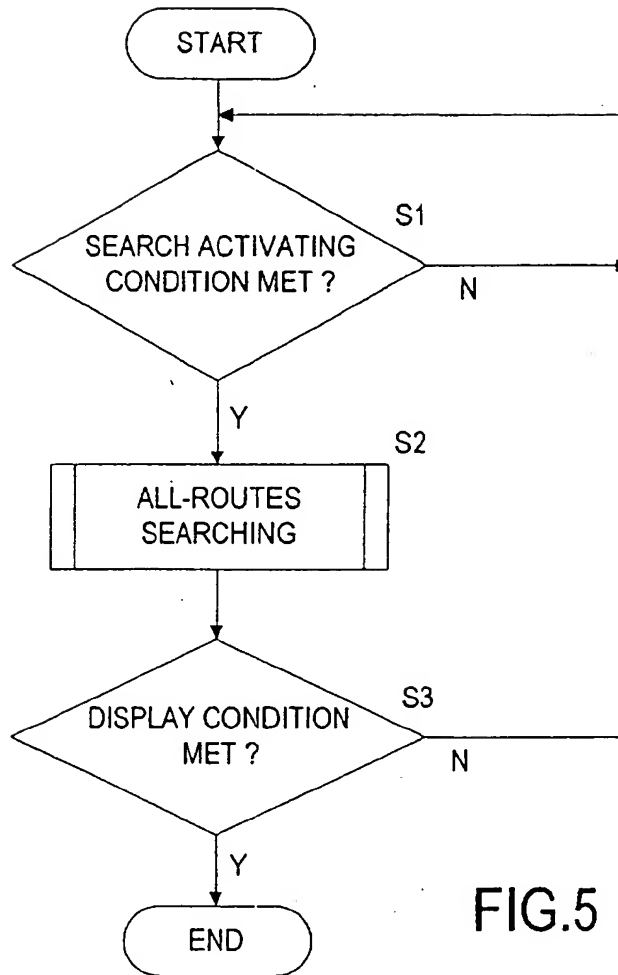 START
S1
SEARCH ACTIVATING
CONDITION MET ?
N
Y
S2
ALL-ROUTES
SEARCHING
S3
DISPLAY CONDITION
MET ?
N
Y
END
FIG.5